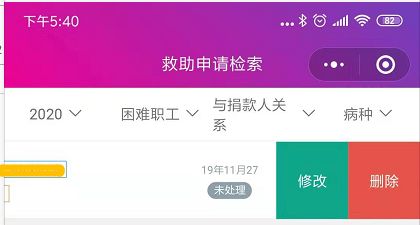 下午5:40
82
救助申请检索
2020
困难职工
与捐款人关
系
病种
19年11月27
未处理
修改
删除